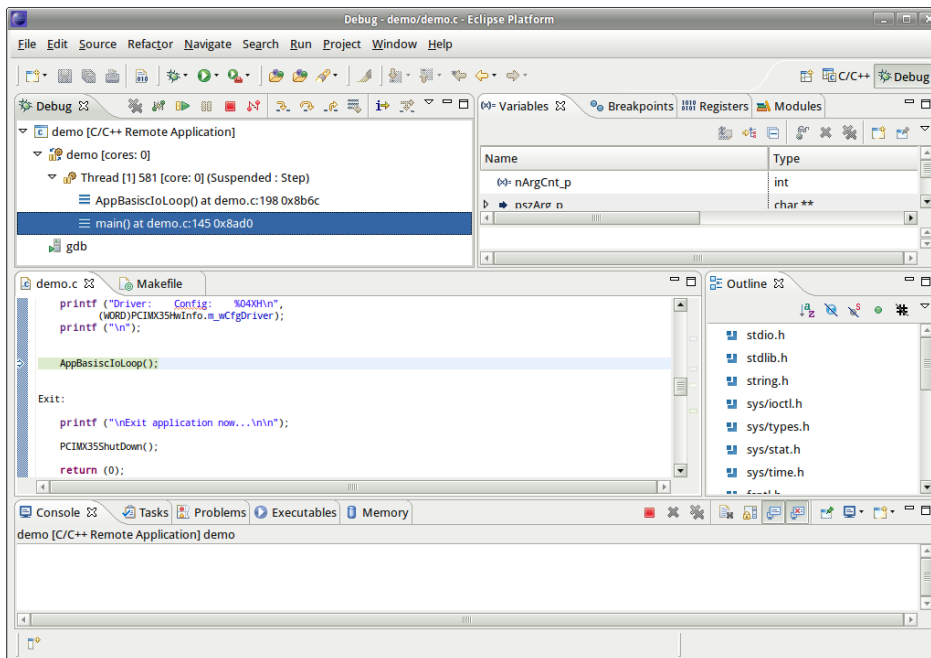 Debug - demo/demo.c - Eclipse Platform
File Edit Source Refactor Navigate Search Run Project Window Help
C/C++ Debug
Debug
demo [C/C++ Remote Application]
demo [cores: 0]
Thread [1] 581 [core: 0] (Suspended : Step)
AppBasiscIoLoop() at demo.c:198 0x8b6c
main() at demo.c:145 0x8ad0
gdb
(x)= Variables Breakpoints Registers Modules
Name Type
(x)= nArgCnt_p int
pszArg_p char **
demo.c Makefile
printf ("Driver: Config: %04XH\n",
(WORD)PCIMX35HwInfo.m_wCfgDriver);
printf ("\n");
AppBasiscIoLoop();
Exit:
printf ("\nExit application now...\n\n");
PCIMX35ShutDown();
return (0);
Outline
stdio.h
stdlib.h
string.h
sys/ioctl.h
sys/types.h
sys/stat.h
sys/time.h
Console Tasks Problems Executables Memory
demo [C/C++ Remote Application] demo